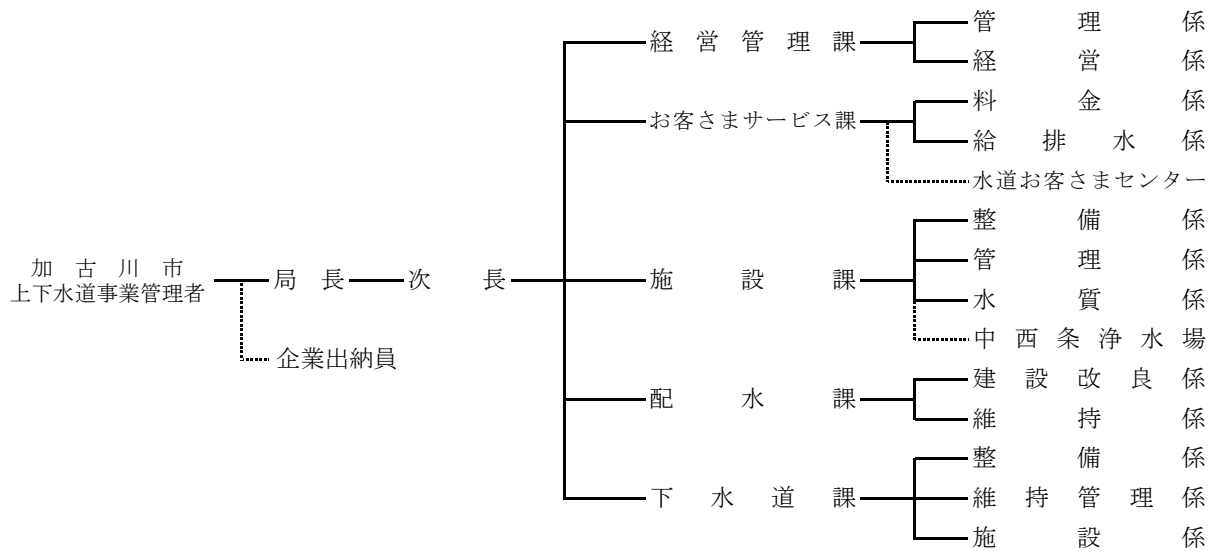 経営管理課
管理係
経営係
お客さまサービス課
料金係
給排水係
水道お客さまセンター
加古川市
上下水道事業管理者
局長
次長
企業出納員
施設課
整備係
管理係
水質係
中西条浄水場
配水課
建設改良係
維持係
下水道課
整備係
維持管理係
施設係